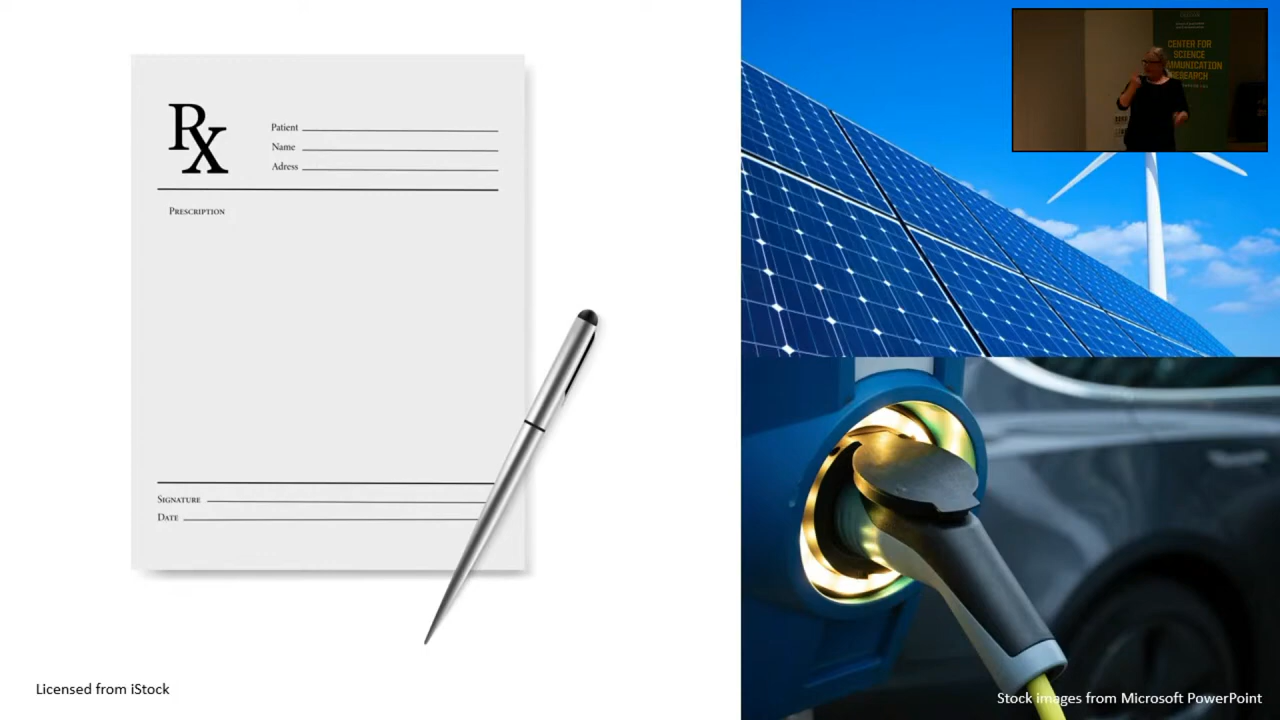 Rx
Patient
Name
Adress
Prescription
Signature
Date
Licensed from iStock
CENTER FOR
SCIENCE
MMUNICATION
RESEARCH
Stock images from Microsoft PowerPoint